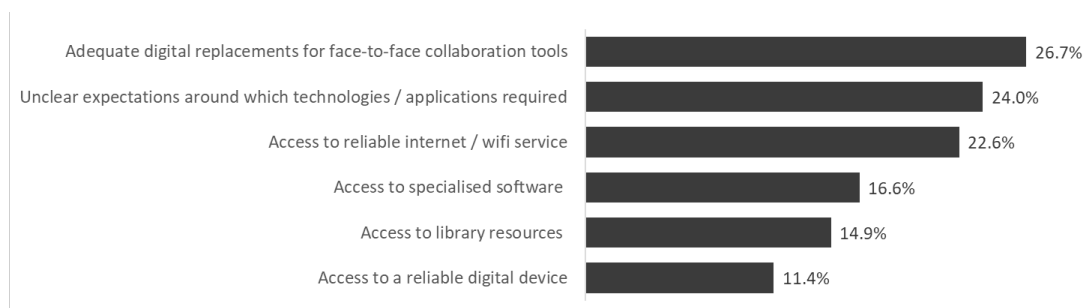 Adequate digital replacements for face-to-face collaboration tools 26.7%
Unclear expectations around which technologies / applications required 24.0%
Access to reliable internet / wifi service 22.6%
Access to specialised software 16.6%
Access to library resources 14.9%
Access to a reliable digital device 11.4%